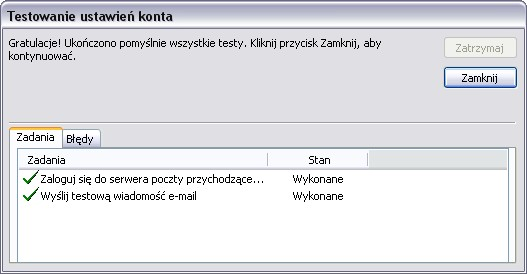 Testowanie ustawień konta
Gratulacje! Ukończono pomyślnie wszystkie testy. Kliknij przycisk Zamknij, aby
kontynuować.
Zatrzymaj
Zamknij
Zadania Błędy
Zadania Stan
Zaloguj się do serwera poczty przychodzące... Wykonane
Wyślij testową wiadomość e-mail Wykonane